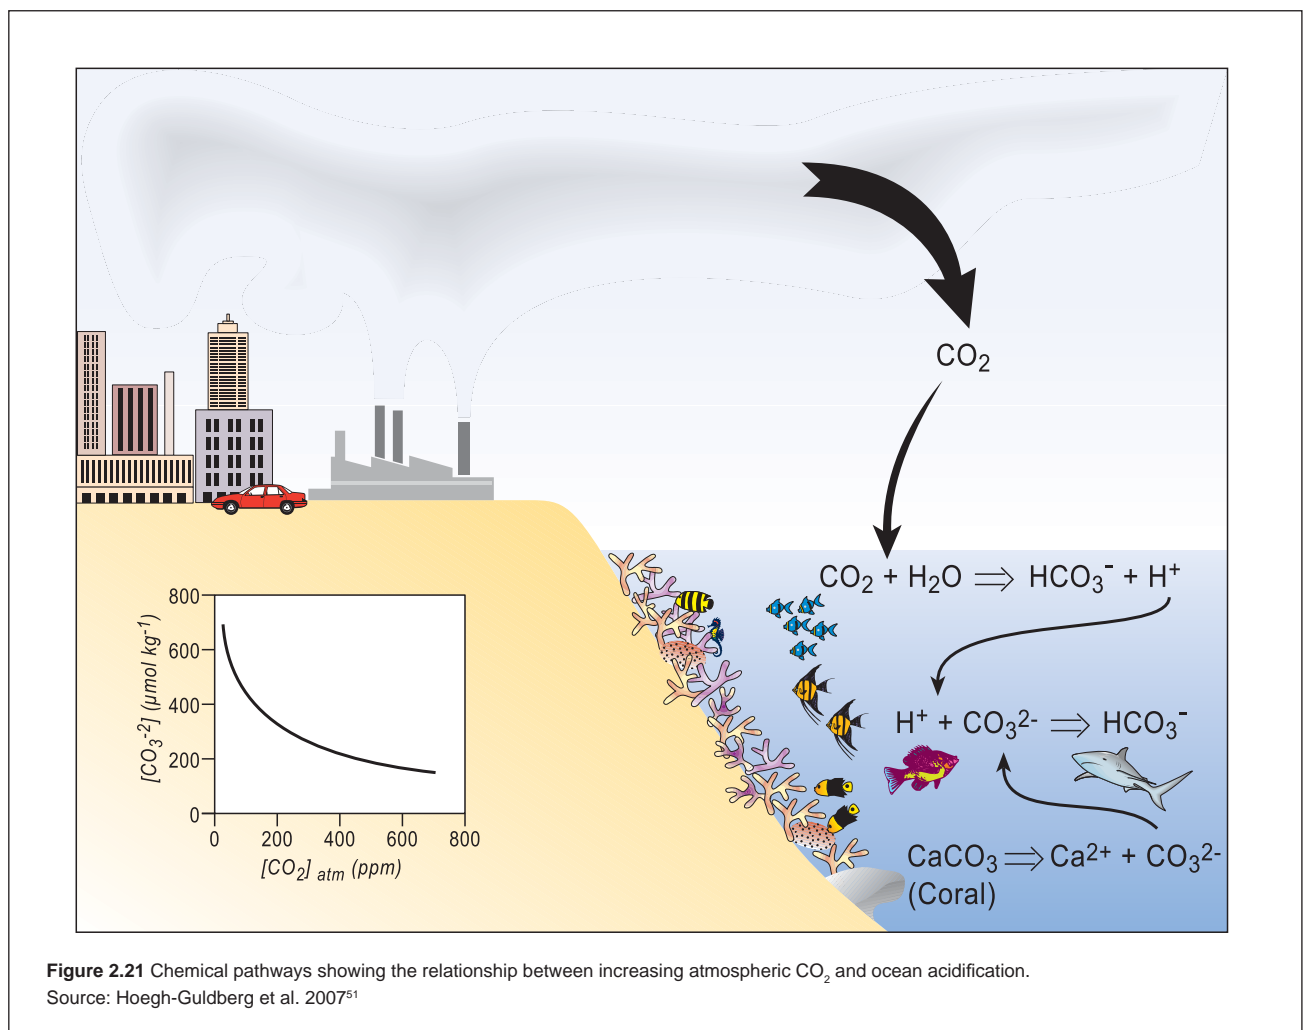 CO₂
CO₂ + H₂O ⇒ HCO₃⁻ + H⁺
H⁺ + CO₃²⁻ ⇒ HCO₃⁻
CaCO₃ ⇒ Ca²⁺ + CO₃²⁻
(Coral)
[CO₃⁻²] (µmol kg⁻¹)
800
600
400
200
0
0 200 400 600 800
[CO₂] atm (ppm)
Figure 2.21 Chemical pathways showing the relationship between increasing atmospheric CO₂ and ocean acidification.
Source: Hoegh-Guldberg et al. 2007⁵¹